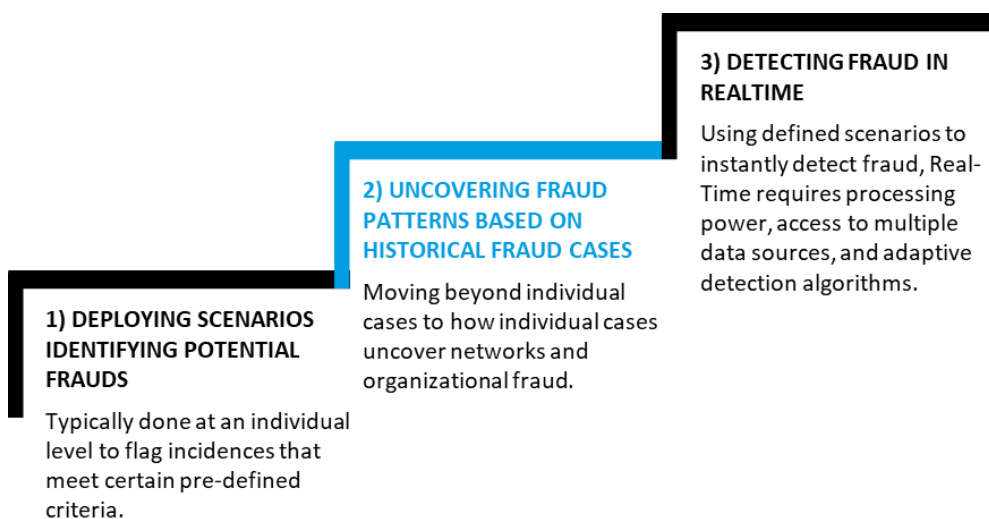 1) DEPLOYING SCENARIOS
IDENTIFYING POTENTIAL
FRAUDS
Typically done at an individual
level to flag incidences that
meet certain pre-defined
criteria.
2) UNCOVERING FRAUD
PATTERNS BASED ON
HISTORICAL FRAUD CASES
Moving beyond individual
cases to how individual cases
uncover networks and
organizational fraud.
3) DETECTING FRAUD IN
REALTIME
Using defined scenarios to
instantly detect fraud, Real-
Time requires processing
power, access to multiple
data sources, and adaptive
detection algorithms.